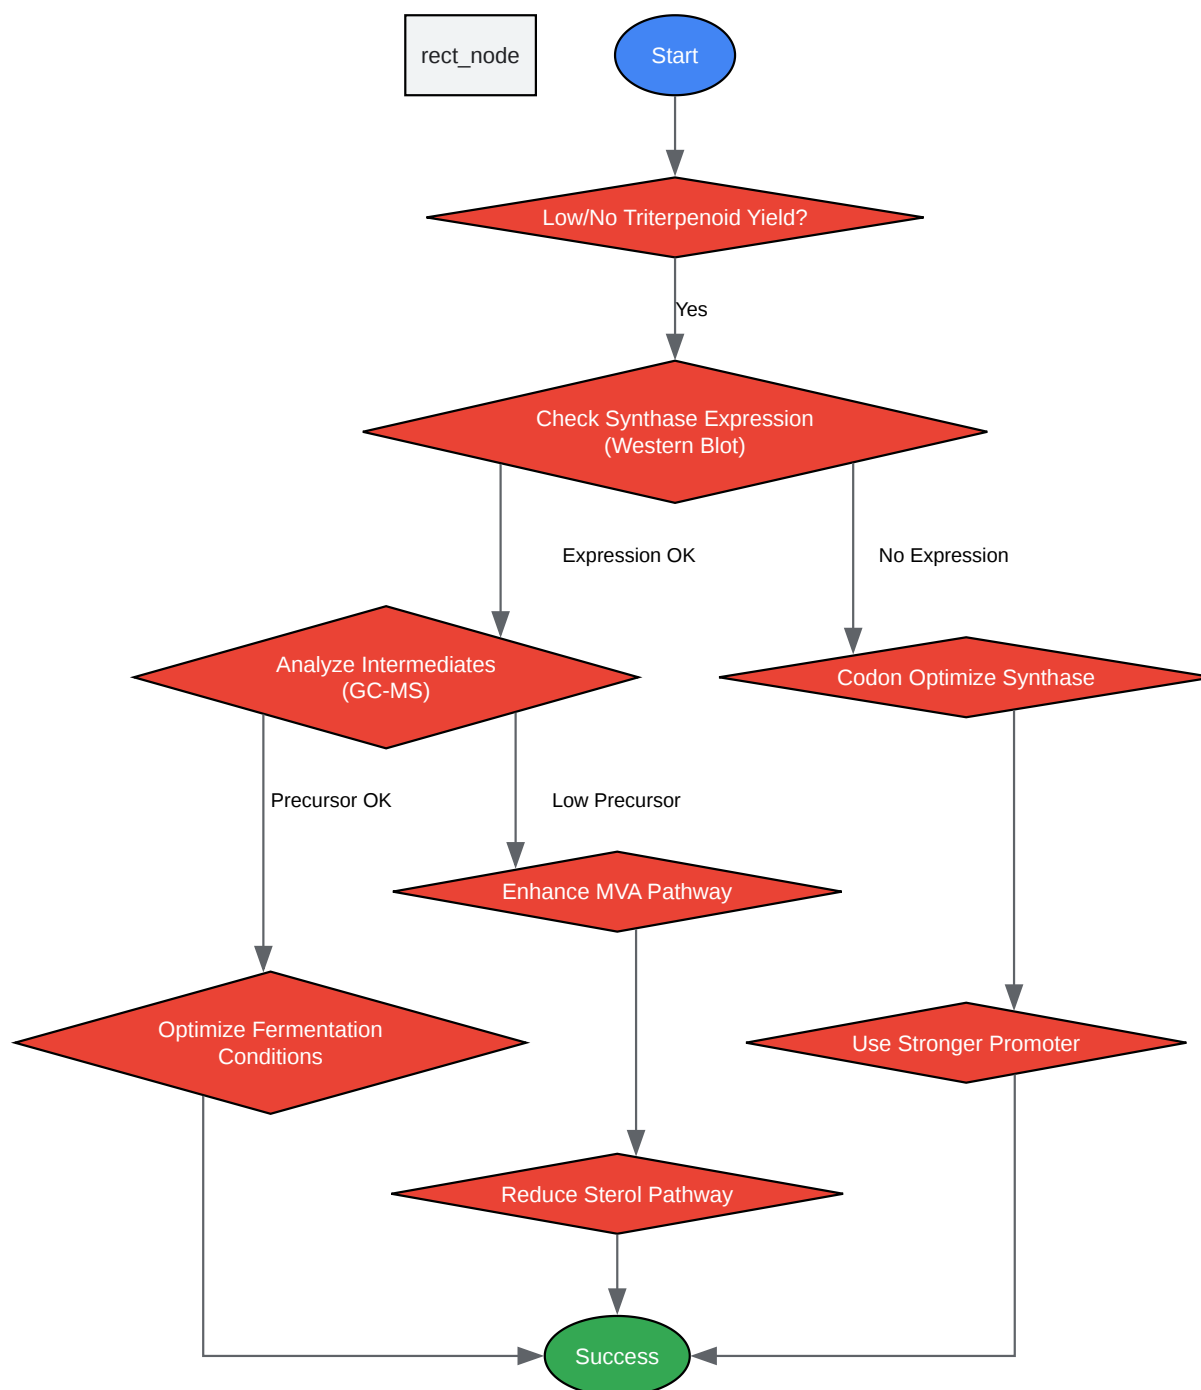 rect_node
Start
Low/No Triterpenoid Yield?
Yes
Check Synthase Expression
(Western Blot)
Expression OK
No Expression
Analyze Intermediates
(GC-MS)
Codon Optimize Synthase
Precursor OK
Low Precursor
Enhance MVA Pathway
Optimize Fermentation
Conditions
Use Stronger Promoter
Reduce Sterol Pathway
Success